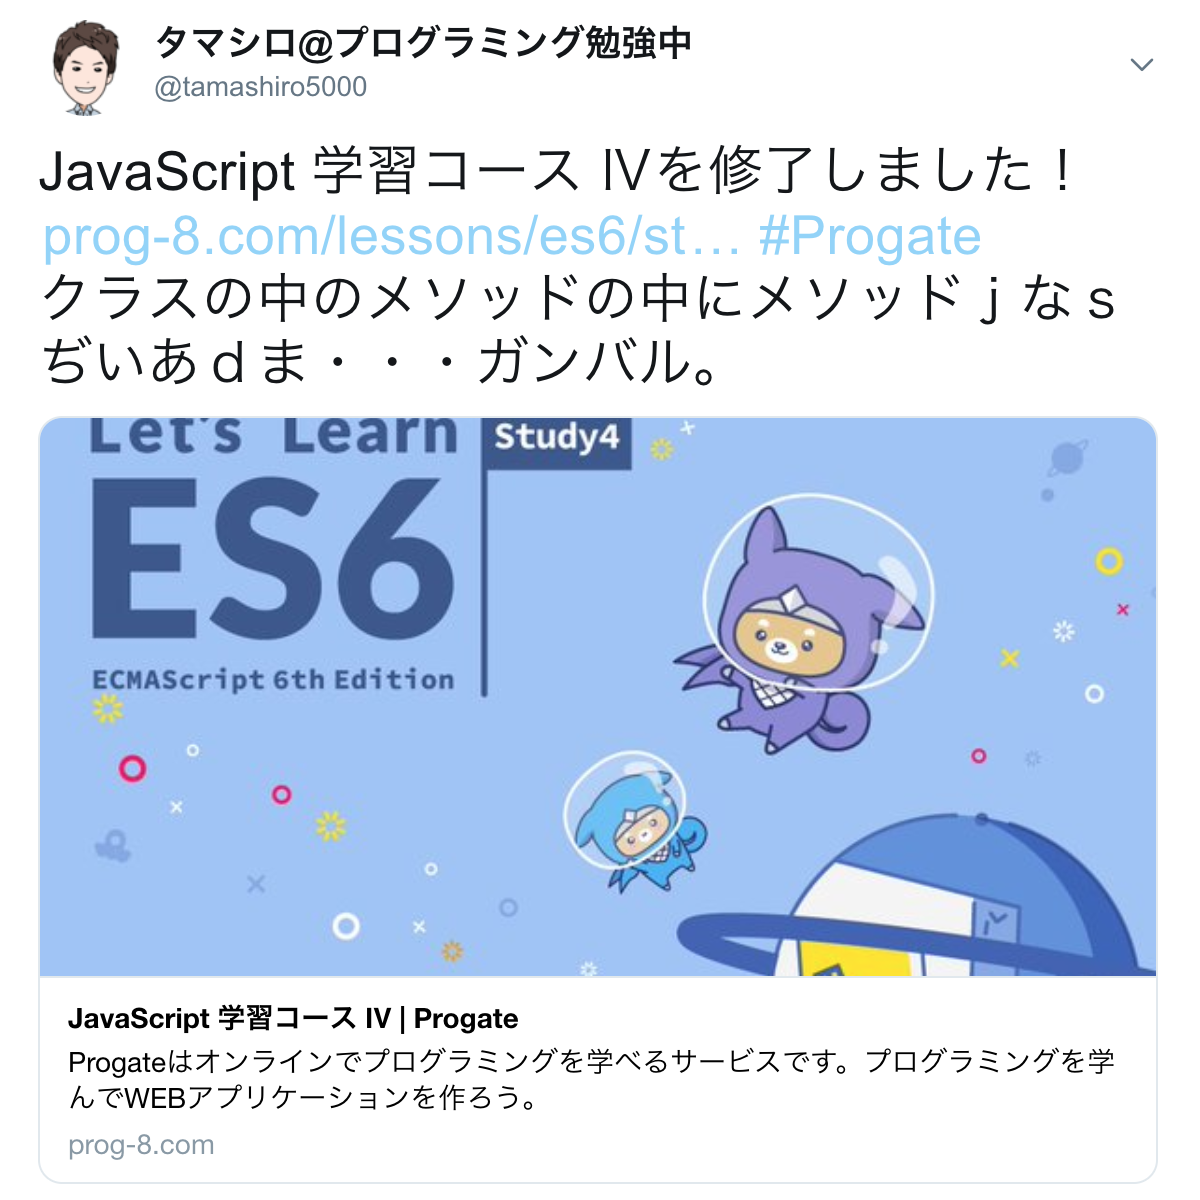 タマシロ@プログラミング勉強中
@tamashiro5000
JavaScript 学習コース Ⅳを修了しました！
prog-8.com/lessons/es6/st… #Progate
クラスの中のメソッドの中にメソッドｊなｓ
ぢいあｄま・・・ガンバル。
Let's Learn
Study4
ES6
ECMAScript 6th Edition
JavaScript 学習コース Ⅳ | Progate
Progateはオンラインでプログラミングを学べるサービスです。プログラミングを学
んでWEBアプリケーションを作ろう。
prog-8.com